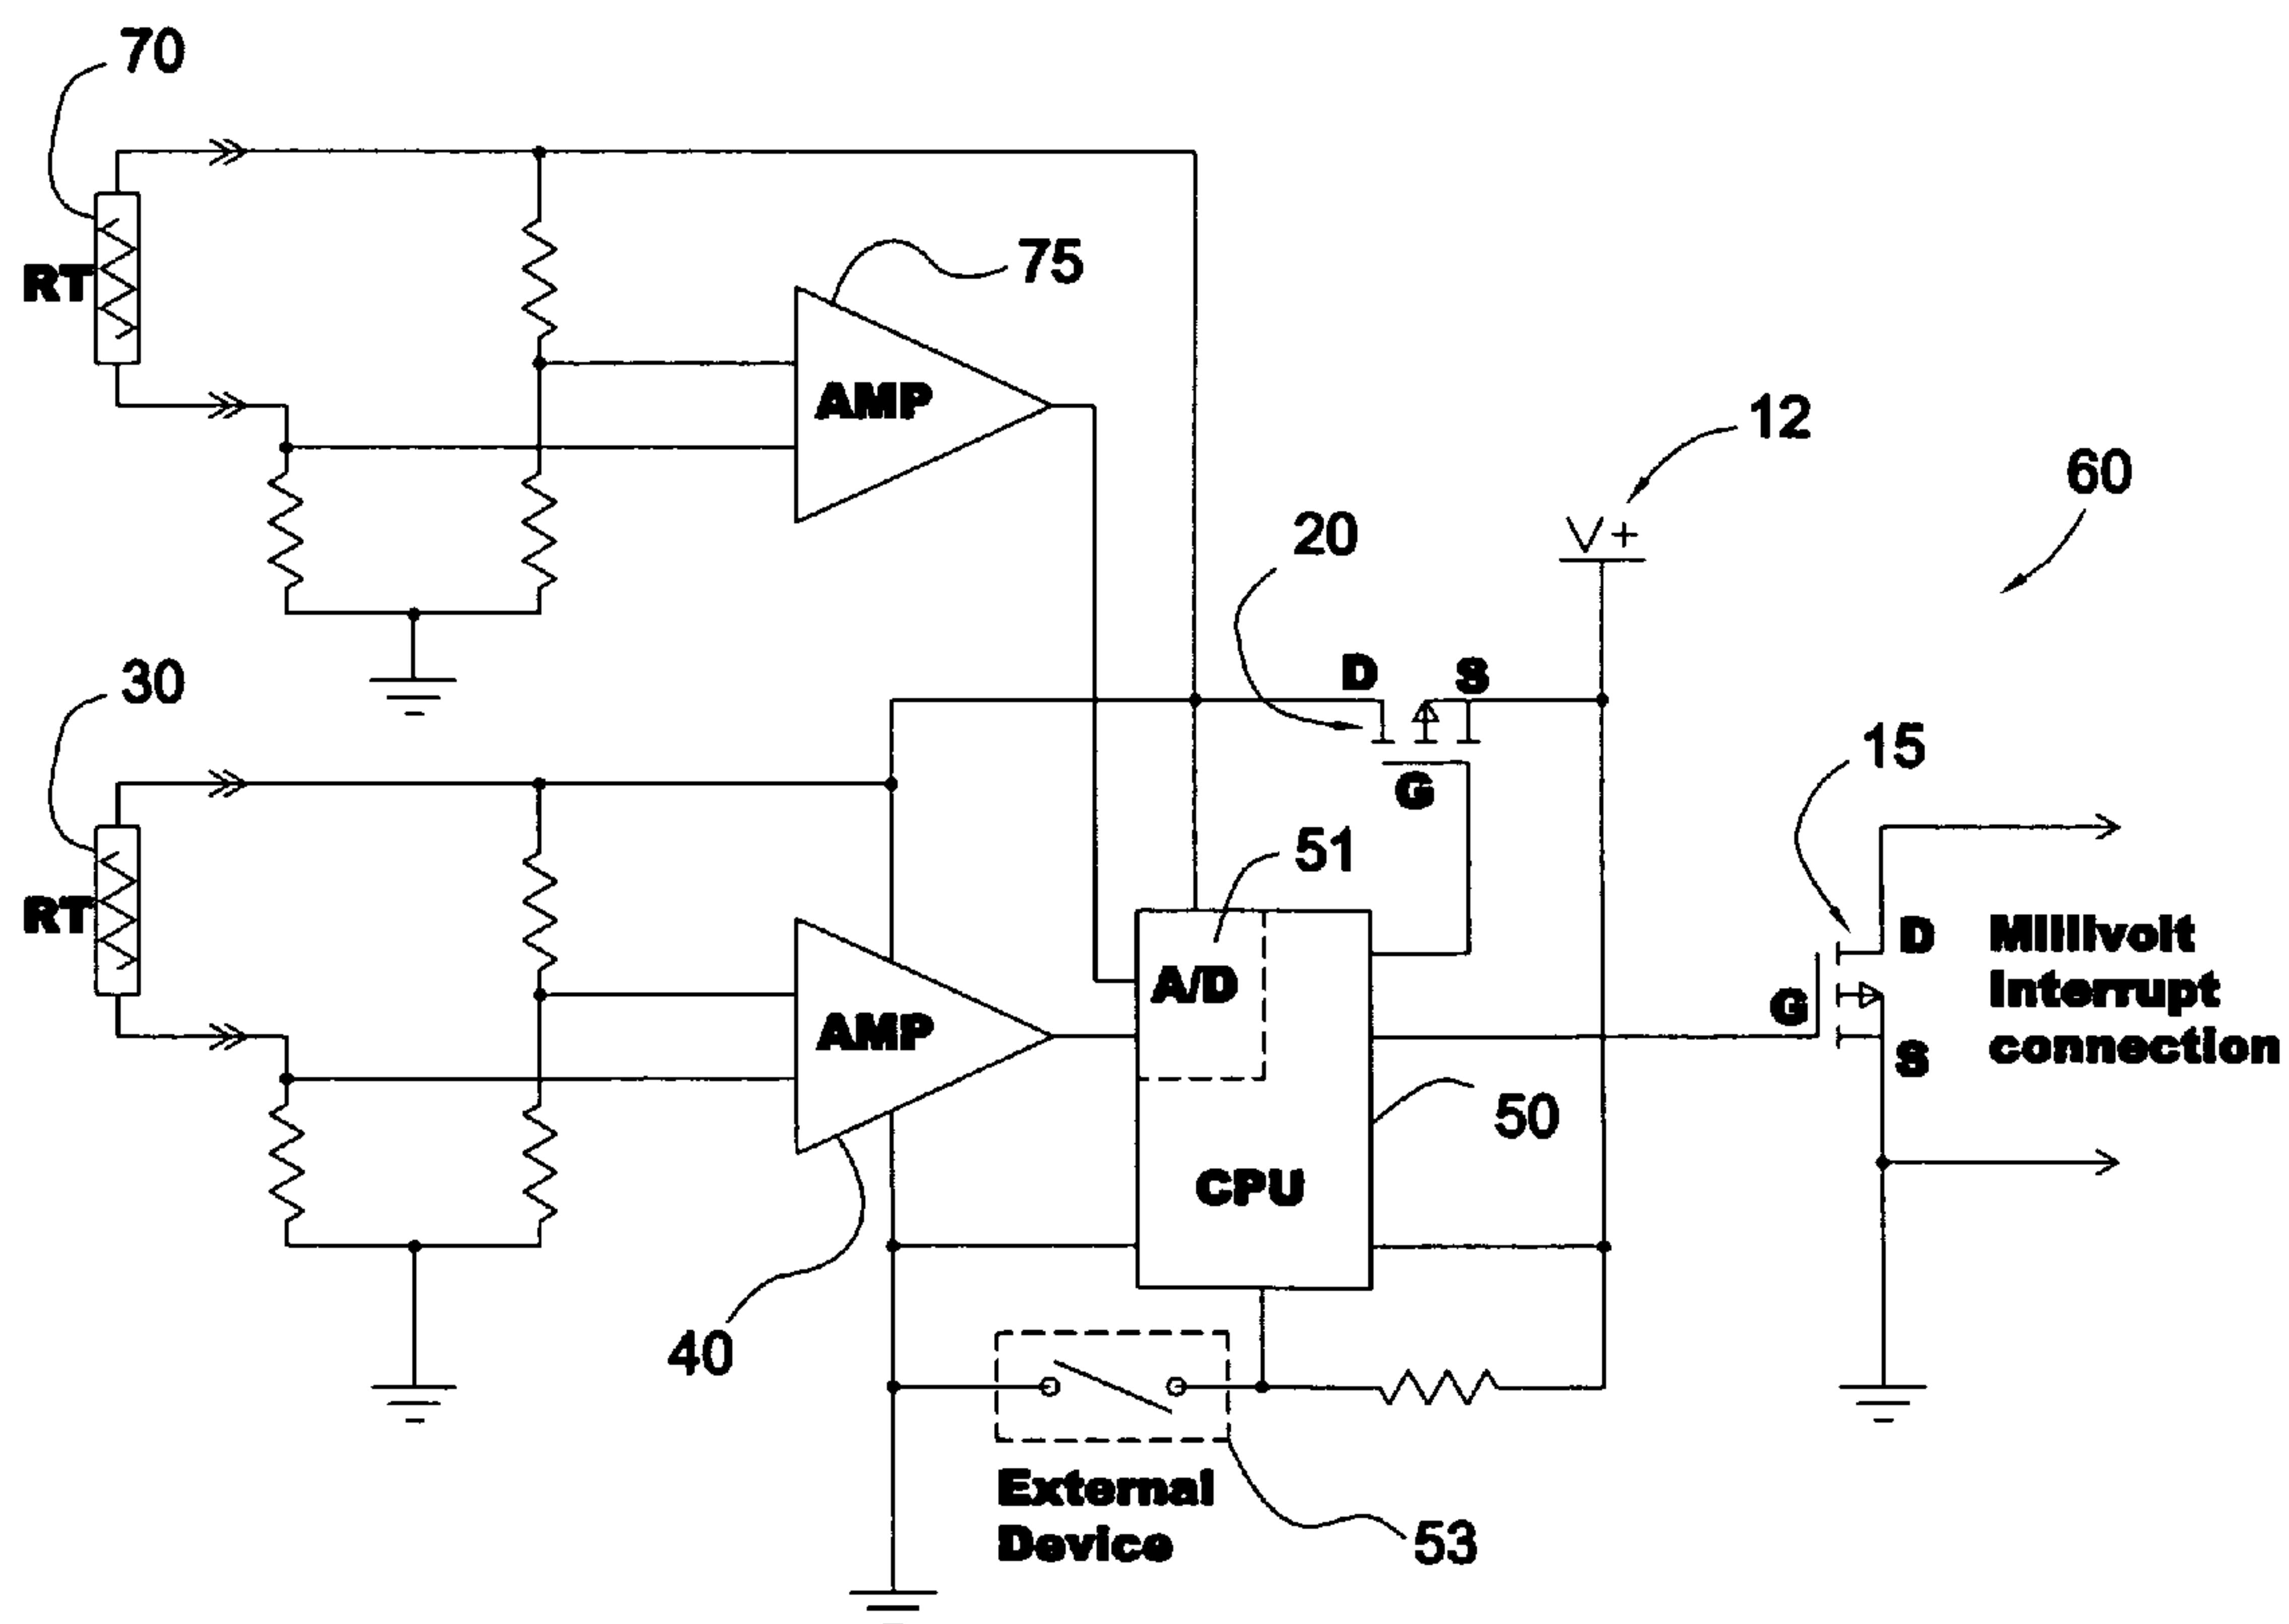 70
RT
75
AMP
12
60
20
V+
30
D
S
15
G
RT
51
A/D
D
Millivolt
Interrupt
connection
G
S
AMP
50
CPU
40
External
Device
53